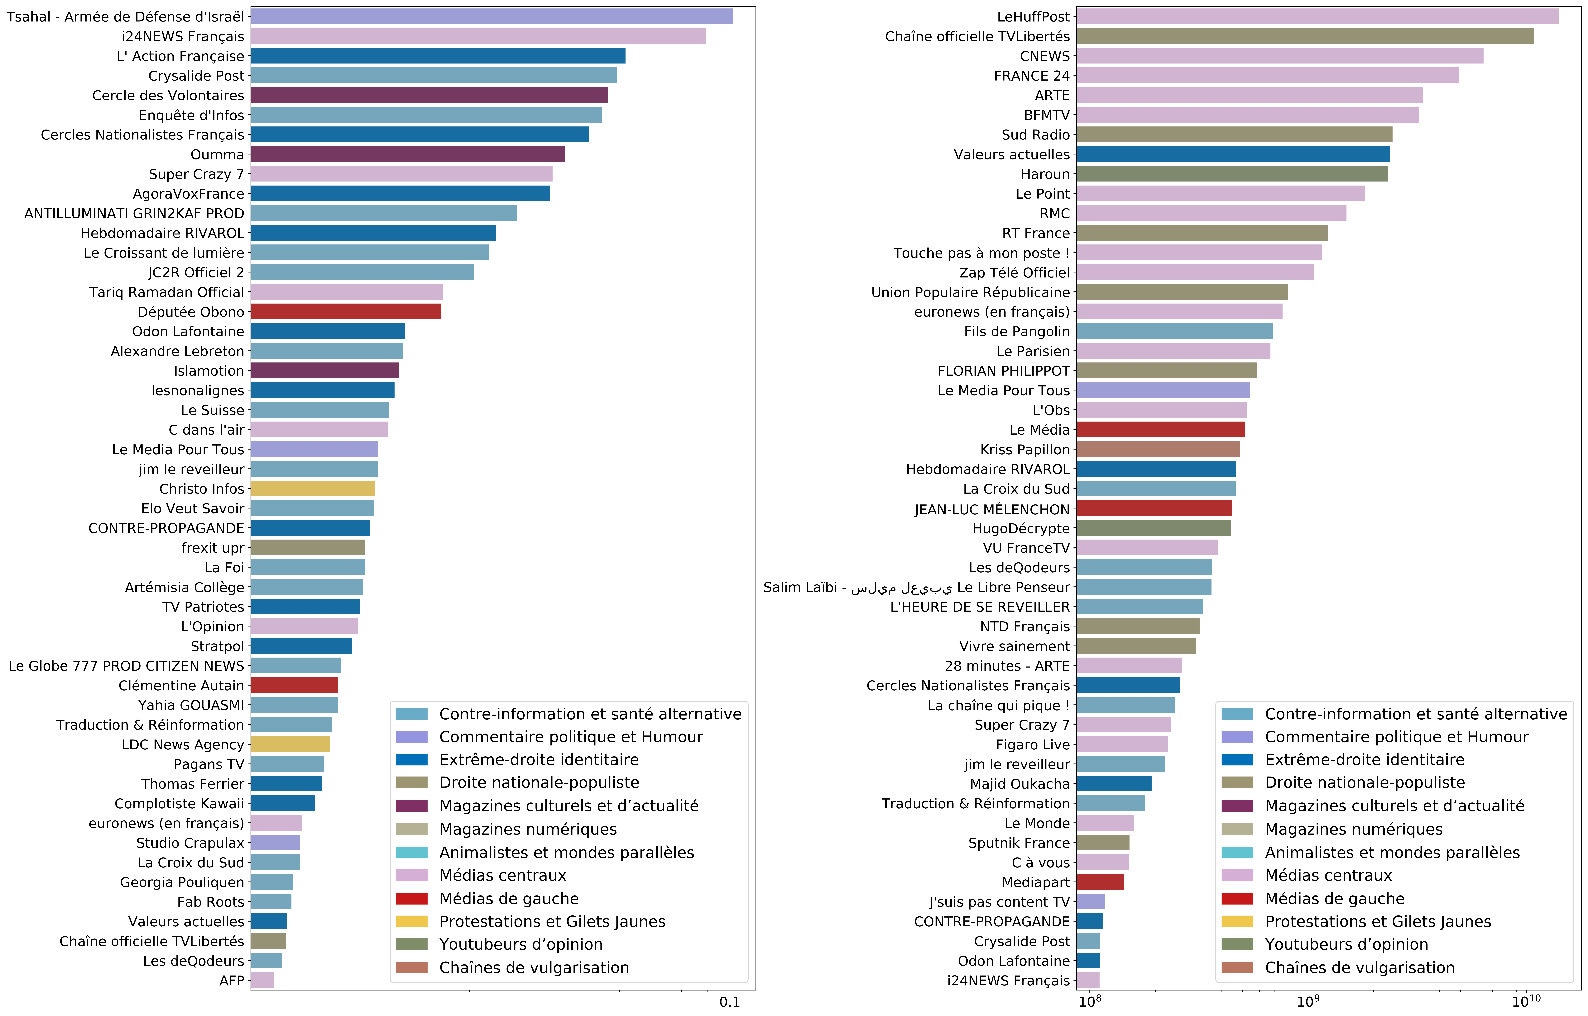 Tsahal - Armée de Défense d'Israël
i24NEWS Français
L' Action Française
Crysalide Post
Cercle des Volontaires
Enquête d'Infos
Cercles Nationalistes Français
Oumma
Super Crazy 7
AgoraVoxFrance
ANTILLUMINATI GRIN2KAF PROD
Hebdomadaire RIVAROL
Le Croissant de lumière
JC2R Officiel 2
Tariq Ramadan Official
Députée Obono
Odon Lafontaine
Alexandre Lebreton
Islamotion
lesnonalignes
Le Suisse
C dans l'air
Le Media Pour Tous
jim le reveilleur
Christo Infos
Elo Veut Savoir
CONTRE-PROPAGANDE
frexit upr
La Foi
Artémisia Collège
TV Patriotes
L'Opinion
Stratpol
Le Globe 777 PROD CITIZEN NEWS
Clémentine Autain
Yahia GOUASMI
Traduction & Réinformation
LDC News Agency
Pagans TV
Thomas Ferrier
Complotiste Kawaii
euronews (en français)
Studio Crapulax
La Croix du Sud
Georgia Pouliquen
Fab Roots
Valeurs actuelles
Chaîne officielle TVLibertés
Les deQodeurs
AFP
0.1
Contre-information et santé alternative
Commentaire politique et Humour
Extrême-droite identitaire
Droite nationale-populiste
Magazines culturels et d’actualité
Magazines numériques
Animalistes et mondes parallèles
Médias centraux
Médias de gauche
Protestations et Gilets Jaunes
Youtubeurs d’opinion
Chaînes de vulgarisation
LeHuffPost
Chaîne officielle TVLibertés
CNEWS
FRANCE 24
ARTE
BFMTV
Sud Radio
Valeurs actuelles
Haroun
Le Point
RMC
RT France
Touche pas à mon poste !
Zap Télé Officiel
Union Populaire Républicaine
euronews (en français)
Fils de Pangolin
Le Parisien
FLORIAN PHILIPPOT
Le Media Pour Tous
L'Obs
Le Média
Kriss Papillon
Hebdomadaire RIVAROL
La Croix du Sud
JEAN-LUC MÉLENCHON
HugoDécrypte
VU FranceTV
Les deQodeurs
Salim Laïbi - سليم لعيبي Le Libre Penseur
L'HEURE DE SE REVEILLER
NTD Français
Vivre sainement
28 minutes - ARTE
Cercles Nationalistes Français
La chaîne qui pique !
Super Crazy 7
Figaro Live
jim le reveilleur
Majid Oukacha
Traduction & Réinformation
Le Monde
Sputnik France
C à vous
Mediapart
J'suis pas content TV
CONTRE-PROPAGANDE
Crysalide Post
Odon Lafontaine
i24NEWS Français
10⁸ 10⁹ 10¹⁰
Contre-information et santé alternative
Commentaire politique et Humour
Extrême-droite identitaire
Droite nationale-populiste
Magazines culturels et d’actualité
Magazines numériques
Animalistes et mondes parallèles
Médias centraux
Médias de gauche
Protestations et Gilets Jaunes
Youtubeurs d’opinion
Chaînes de vulgarisation